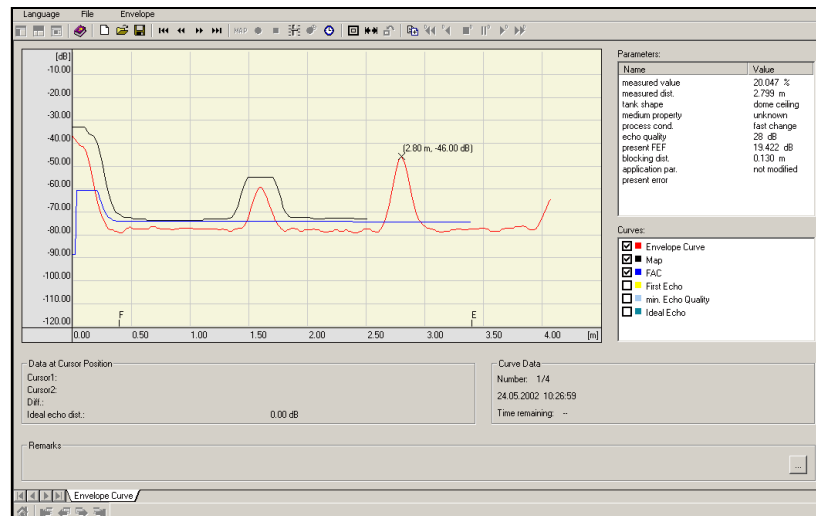 Language File Envelope
MAP
[dB]
-10.00
-20.00
-30.00
-40.00
-50.00
-60.00
-70.00
-80.00
-90.00
-100.00
-110.00
-120.00
(2.80 m, -46.00 dB)
F
E
0.00 0.50 1.00 1.50 2.00 2.50 3.00 3.50 4.00 [m]
Parameters:
Name Value
measured value 20.047 %
measured dist. 2.799 m
tank shape dome ceiling
medium property unknown
process cond. fast change
echo quality 28 dB
present FEF 19.422 dB
blocking dist. 0.130 m
application par. not modified
present error
Curves:
Envelope Curve
Map
FAC
First Echo
min. Echo Quality
Ideal Echo
Data at Cursor Position
Cursor1:
Cursor2:
Diff.:
Ideal echo dist.: 0.00 dB
Curve Data
Number: 1/4
24.05.2002 10:26:59
Time remaining: --
Remarks
...
Envelope Curve